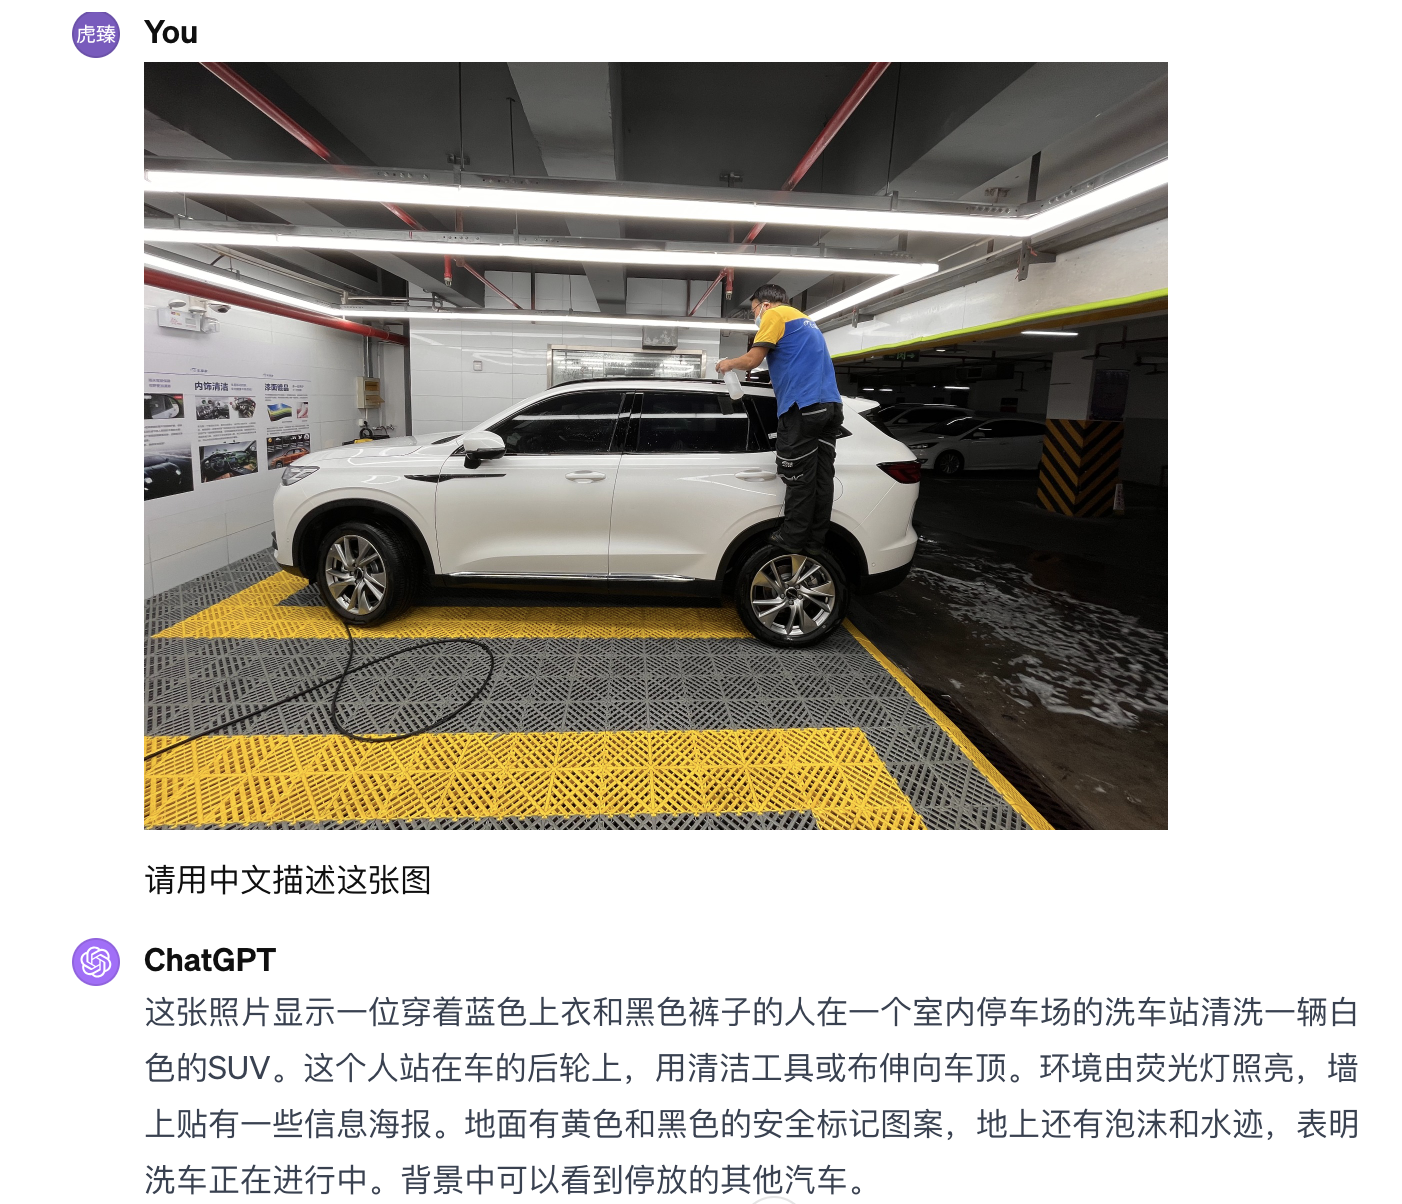 虎臻
You
内饰清洁
漆面镀晶
请用中文描述这张图
ChatGPT
这张照片显示一位穿着蓝色上衣和黑色裤子的人在一个室内停车场的洗车站清洗一辆白
色的SUV。这个人站在车的后轮上，用清洁工具或布伸向车顶。环境由荧光灯照亮，墙
上贴有一些信息海报。地面有黄色和黑色的安全标记图案，地上还有泡沫和水迹，表明
洗车正在进行中。背景中可以看到停放的其他汽车。